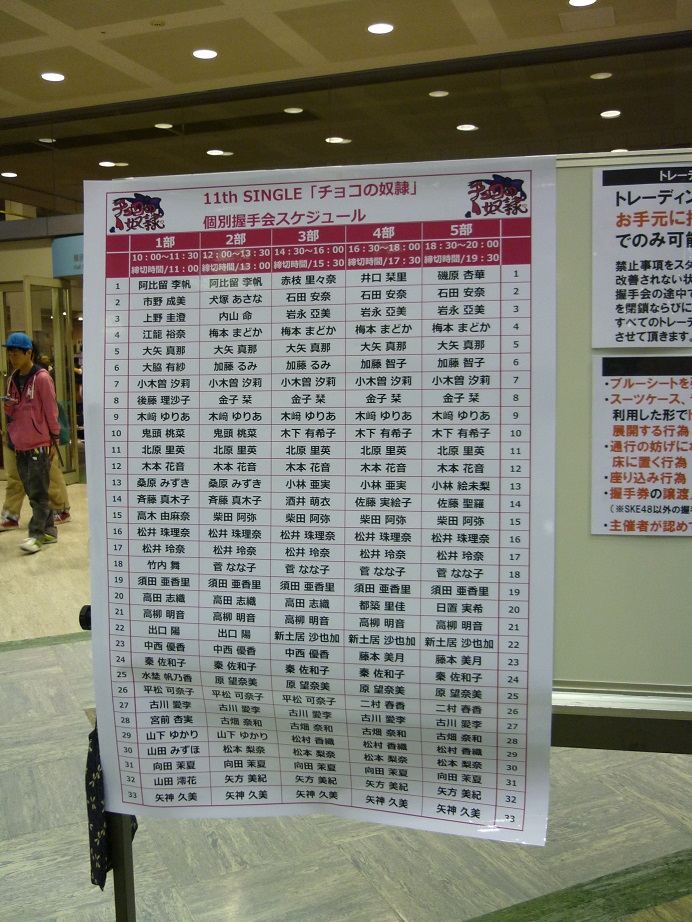 11th SINGLE「チョコの奴隷」
個別握手会スケジュール
チョコの奴隷
チョコの奴隷
1部 2部 3部 4部 5部
10:00~11:30 12:00~13:30 14:30~16:00 16:30~18:00 18:30~20:00
締切時間/11:00 締切時間/13:00 締切時間/15:30 締切時間/17:30 締切時間/19:30
1 阿比留 李帆 阿比留 李帆 赤枝 里々奈 井口 栞里 磯原 杏華 1
2 市野 成美 犬塚 あさな 石田 安奈 石田 安奈 石田 安奈 2
3 上野 圭澄 内山 命 岩永 亞美 岩永 亞美 岩永 亞美 3
4 江籠 裕奈 梅本 まどか 梅本 まどか 梅本 まどか 梅本 まどか 4
5 大矢 真那 大矢 真那 大矢 真那 大矢 真那 大矢 真那 5
6 大脇 有紗 加藤 るみ 加藤 るみ 加藤 智子 加藤 智子 6
7 小木曽 汐莉 小木曽 汐莉 小木曽 汐莉 小木曽 汐莉 小木曽 汐莉 7
8 後藤 理沙子 金子 栞 金子 栞 金子 栞 金子 栞 8
9 木﨑 ゆりあ 木﨑 ゆりあ 木﨑 ゆりあ 木﨑 ゆりあ 木﨑 ゆりあ 9
10 鬼頭 桃菜 鬼頭 桃菜 木下 有希子 木下 有希子 木下 有希子 10
11 北原 里英 北原 里英 北原 里英 北原 里英 北原 里英 11
12 木本 花音 木本 花音 木本 花音 木本 花音 木本 花音 12
13 桑原 みずき 桑原 みずき 小林 亜実 小林 亜実 小林 絵未梨 13
14 斉藤 真木子 斉藤 真木子 酒井 萌衣 佐藤 実絵子 佐藤 聖羅 14
15 高木 由麻奈 柴田 阿弥 柴田 阿弥 柴田 阿弥 柴田 阿弥 15
16 松井 珠理奈 松井 珠理奈 松井 珠理奈 松井 珠理奈 松井 珠理奈 16
17 松井 玲奈 松井 玲奈 松井 玲奈 松井 玲奈 松井 玲奈 17
18 竹内 舞 菅 なな子 菅 なな子 菅 なな子 菅 なな子 18
19 須田 亜香里 須田 亜香里 須田 亜香里 須田 亜香里 須田 亜香里 19
20 高田 志織 高田 志織 高田 志織 都築 里佳 日置 実希 20
21 高柳 明音 高柳 明音 高柳 明音 高柳 明音 高柳 明音 21
22 出口 陽 出口 陽 新土居 沙也加 新土居 沙也加 新土居 沙也加 22
23 中西 優香 中西 優香 中西 優香 藤本 美月 藤本 美月 23
24 秦 佐和子 秦 佐和子 秦 佐和子 秦 佐和子 秦 佐和子 24
25 水埜 帆乃香 原 望奈美 原 望奈美 原 望奈美 原 望奈美 25
26 平松 可奈子 平松 可奈子 平松 可奈子 二村 春香 二村 春香 26
27 古川 愛李 古川 愛李 古川 愛李 古川 愛李 古川 愛李 27
28 宮前 杏実 古畑 奈和 古畑 奈和 古畑 奈和 古畑 奈和 28
29 山下 ゆかり 山下 ゆかり 松村 香織 松村 香織 松村 香織 29
30 山田 みずほ 松本 梨奈 松本 梨奈 松本 梨奈 松本 梨奈 30
31 向田 茉夏 向田 茉夏 向田 茉夏 向田 茉夏 向田 茉夏 31
32 山田 澪花 矢方 美紀 矢方 美紀 矢方 美紀 矢方 美紀 32
33 矢神 久美 矢神 久美 矢神 久美 矢神 久美 矢神 久美 33
トレーデ
トレーディン
お手元に
でのみ可能
禁止事項をスタ
改善されない状
握手会の途中で
を閉鎖ならびに
すべてのトレー
させて頂きます。
・ブルーシートを
・スーツケース、
利用した形で
展開する行為
・通行の妨げに
床に置く行為
・座り込み行為
・握手券の譲渡
(※SKE48以外の握
・主催者が認めて